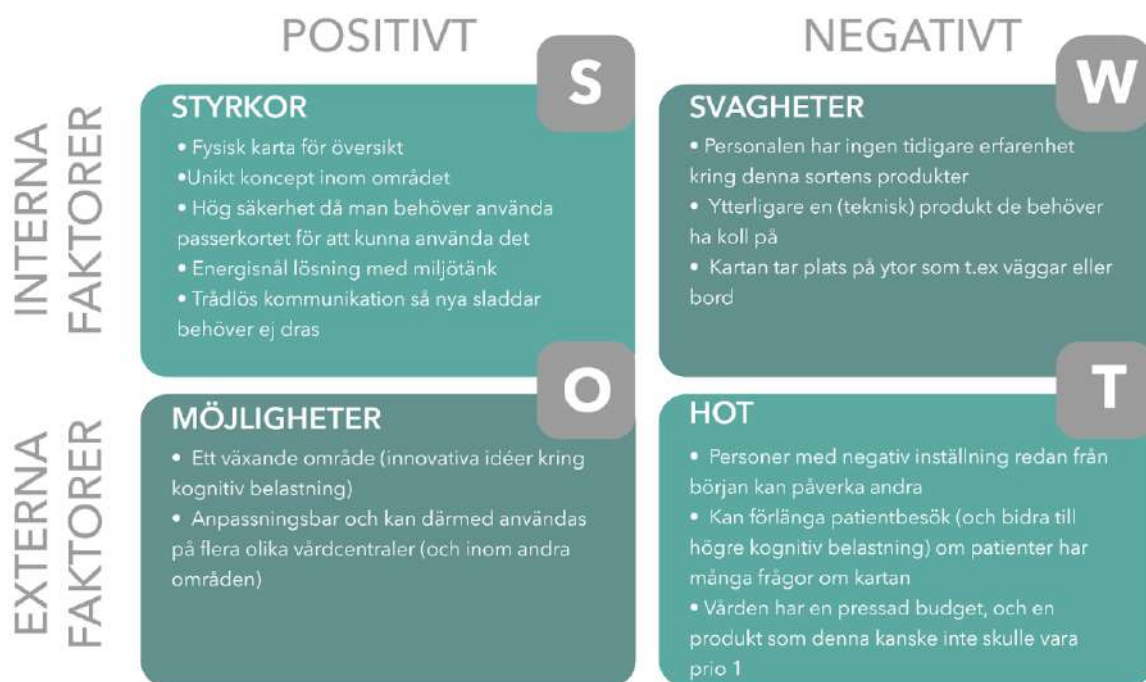 POSITIVT
NEGATIVT
INTERNA
FAKTORER
S
STYRKOR
• Fysisk karta för översikt
•Unikt koncept inom området
• Hög säkerhet då man behöver använda
passerkortet för att kunna använda det
• Energisnål lösning med miljötänk
• Trådlös kommunikation så nya sladdar
behöver ej dras
W
SVAGHETER
• Personalen har ingen tidigare erfarenhet
kring denna sortens produkter
• Ytterligare en (teknisk) produkt de behöver
ha koll på
• Kartan tar plats på ytor som t.ex väggar eller
bord
EXTERNA
FAKTORER
O
MÖJLIGHETER
• Ett växande område (innovativa idéer kring
kognitiv belastning)
• Anpassningsbar och kan därmed användas
på flera olika vårdcentraler (och inom andra
områden)
T
HOT
• Personer med negativ inställning redan från
början kan påverka andra
• Kan förlänga patientbesök (och bidra till
högre kognitiv belastning) om patienter har
många frågor om kartan
• Vården har en pressad budget, och en
produkt som denna kanske inte skulle vara
prio 1